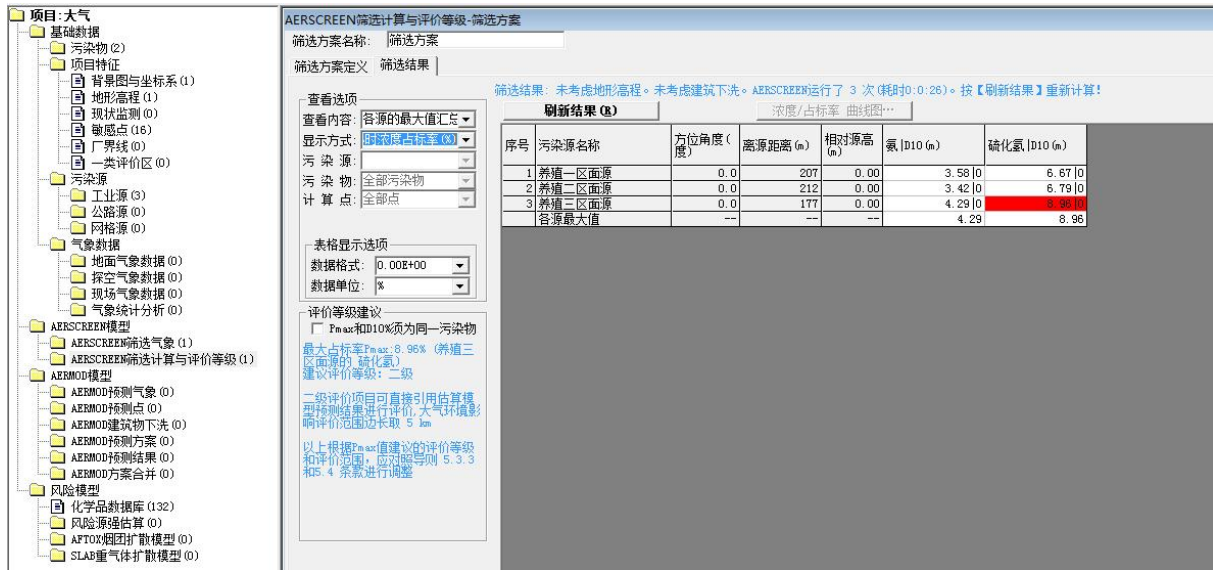 项目:大气
基础数据
污染物(2)
项目特征
背景图与坐标系(1)
地形高程(1)
现状监测(0)
敏感点(16)
厂界线(0)
一类评价区(0)
污染源
工业源(3)
公路源(0)
网格源(0)
气象数据
地面气象数据(0)
探空气象数据(0)
现场气象数据(0)
气象统计分析(0)
AERSCREEN模型
AERSCREEN筛选气象(1)
AERSCREEN筛选计算与评价等级(1)
AERMOD模型
AERMOD预测气象(0)
AERMOD预测点(0)
AERMOD建筑物下洗(0)
AERMOD预测方案(0)
AERMOD预测结果(0)
AERMOD方案合并(0)
风险模型
化学品数据库(132)
风险源强估算(0)
AFTOX烟团扩散模型(0)
SLAB重气体扩散模型(0)
AERSCREEN筛选计算与评价等级-筛选方案
筛选方案名称: 筛选方案
筛选方案定义 筛选结果
筛选结果: 未考虑地形高程。未考虑建筑下洗。AERSCREEN运行了 3 次(耗时0:0:26)。按【刷新结果】重新计算!
查看选项
查看内容: 各源的最大值汇总
显示方式: 时浓度占标率(%)
污 染 源:
污 染 物: 全部污染物
计 算 点: 全部点
表格显示选项
数据格式: 0.00E+00
数据单位: %
评价等级建议
Pmax和D10%须为同一污染物
最大占标率Pmax:8.96% (养殖三
区面源的 硫化氢)
建议评价等级: 二级
二级评价项目可直接引用估算模
型预测结果进行评价,大气环境影
响评价范围边长取 5 km
以上根据Pmax值建议的评价等级
和评价范围, 应对照导则 5.3.3
和5.4 条款进行调整
刷新结果(R) 浓度/占标率 曲线图…
序号 污染源名称 方位角度(度) 离源距离(m) 相对源高(m) 氨|D10(m) 硫化氢|D10(m)
1 养殖一区面源 0.0 207 0.00 3.58|0 6.67|0
2 养殖二区面源 0.0 212 0.00 3.42|0 6.79|0
3 养殖三区面源 0.0 177 0.00 4.29|0 8.96|0
各源最大值 -- -- -- 4.29 8.96